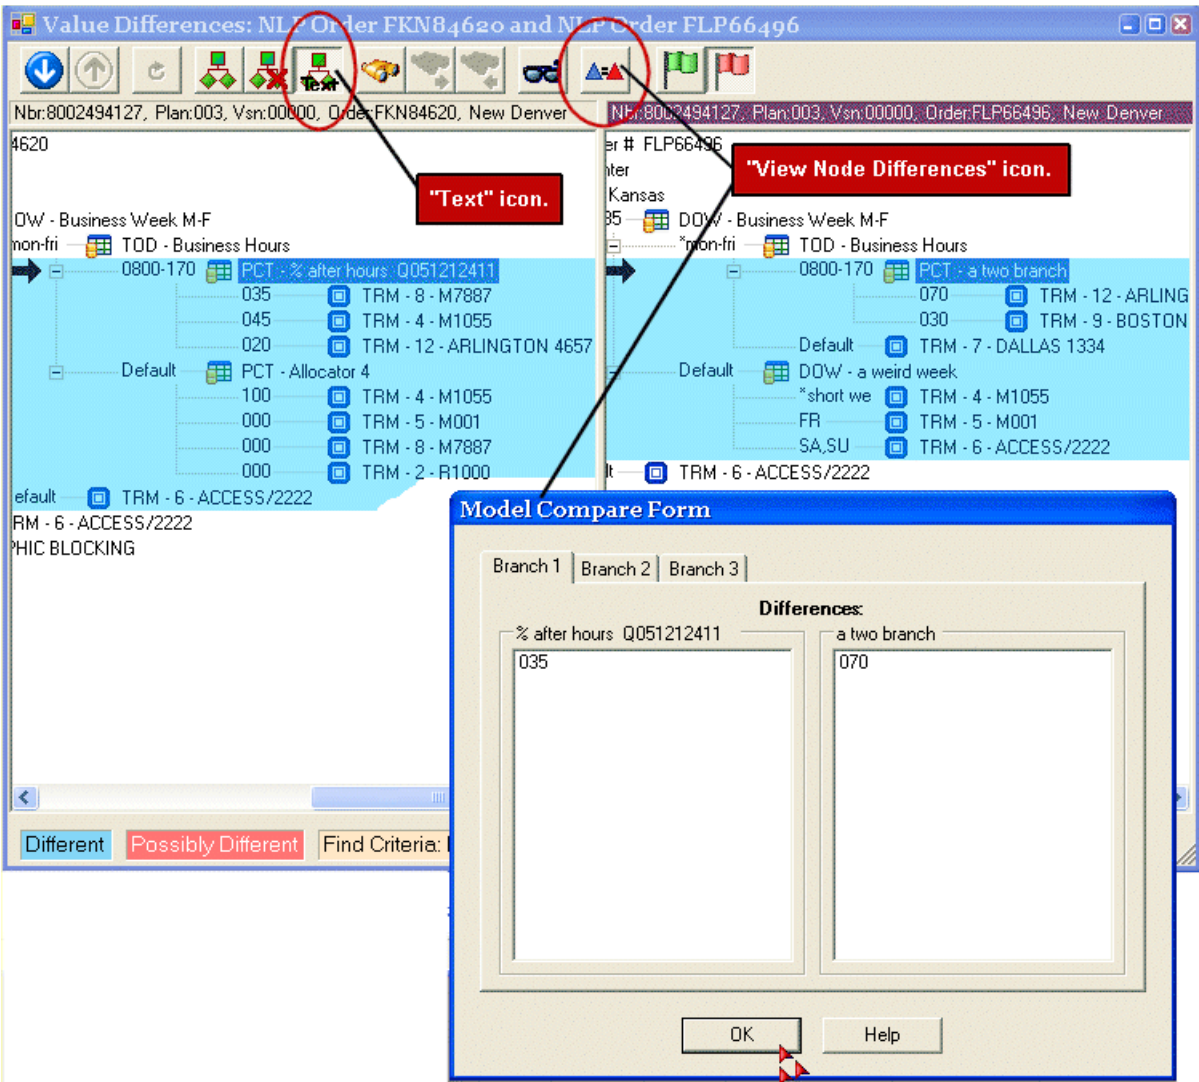 Value Differences: NLP Order FKN84620 and NLP Order FLP66496
Text
Nbr:8002494127, Plan:003, Vsn:00000, Order:FKN84620, New Denver
Nbr:8002494127, Plan:003, Vsn:00000, Order:FLP66496, New Denver
"Text" icon.
"View Node Differences" icon.
4620
OW - Business Week M-F
mon-fri TOD - Business Hours
0800-170 PCT - % after hours Q051212411
035 TRM - 8 - M7887
045 TRM - 4 - M1055
020 TRM - 12 - ARLINGTON 4657
Default PCT - Allocator 4
100 TRM - 4 - M1055
000 TRM - 5 - M001
000 TRM - 8 - M7887
000 TRM - 2 - R1000
efault TRM - 6 - ACCESS/2222
RM - 6 - ACCESS/2222
PHIC BLOCKING
er # FLP66496
nter
Kansas
35 DOW - Business Week M-F
*mon-fri TOD - Business Hours
0800-170 PCT - a two branch
070 TRM - 12 - ARLING
030 TRM - 9 - BOSTON
Default TRM - 7 - DALLAS 1334
Default DOW - a weird week
*short we TRM - 4 - M1055
FR TRM - 5 - M001
SA,SU TRM - 6 - ACCESS/2222
lt TRM - 6 - ACCESS/2222
Different Possibly Different Find Criteria:
Model Compare Form
Branch 1 Branch 2 Branch 3
Differences:
% after hours Q051212411
035
a two branch
070
OK Help